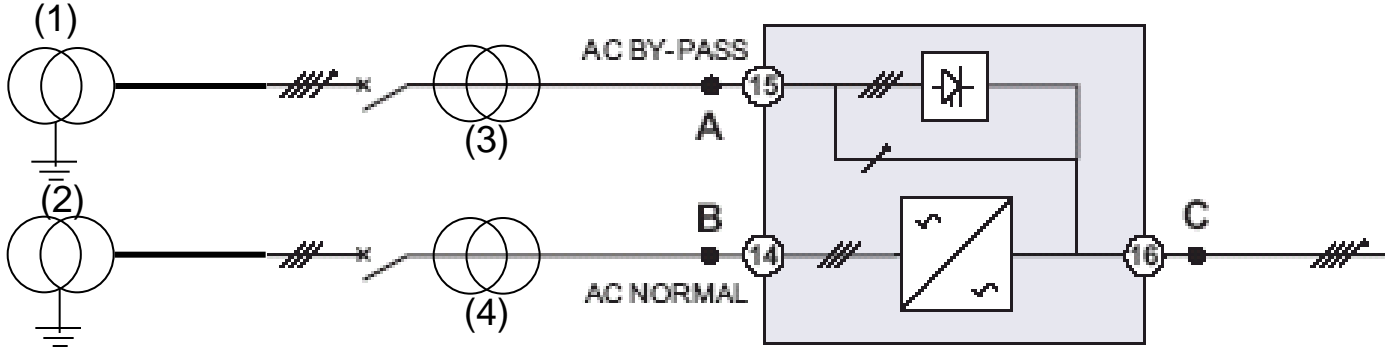 (1)
AC BY-PASS
15
(3)
A
(2)
B
C
14
16
AC NORMAL
(4)